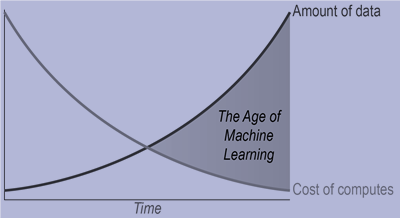 Amount of data
The Age of
Machine
Learning
Cost of computes
Time